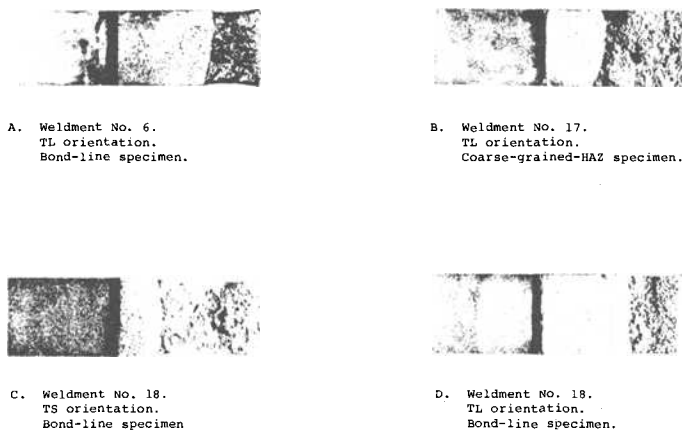 A. Weldment No. 6.
TL orientation.
Bond-line specimen.
B. Weldment No. 17.
TL orientation.
Coarse-grained-HAZ specimen.
C. Weldment No. 18.
TS orientation.
Bond-line specimen
D. Weldment No. 18.
TL orientation.
Bond-line specimen.